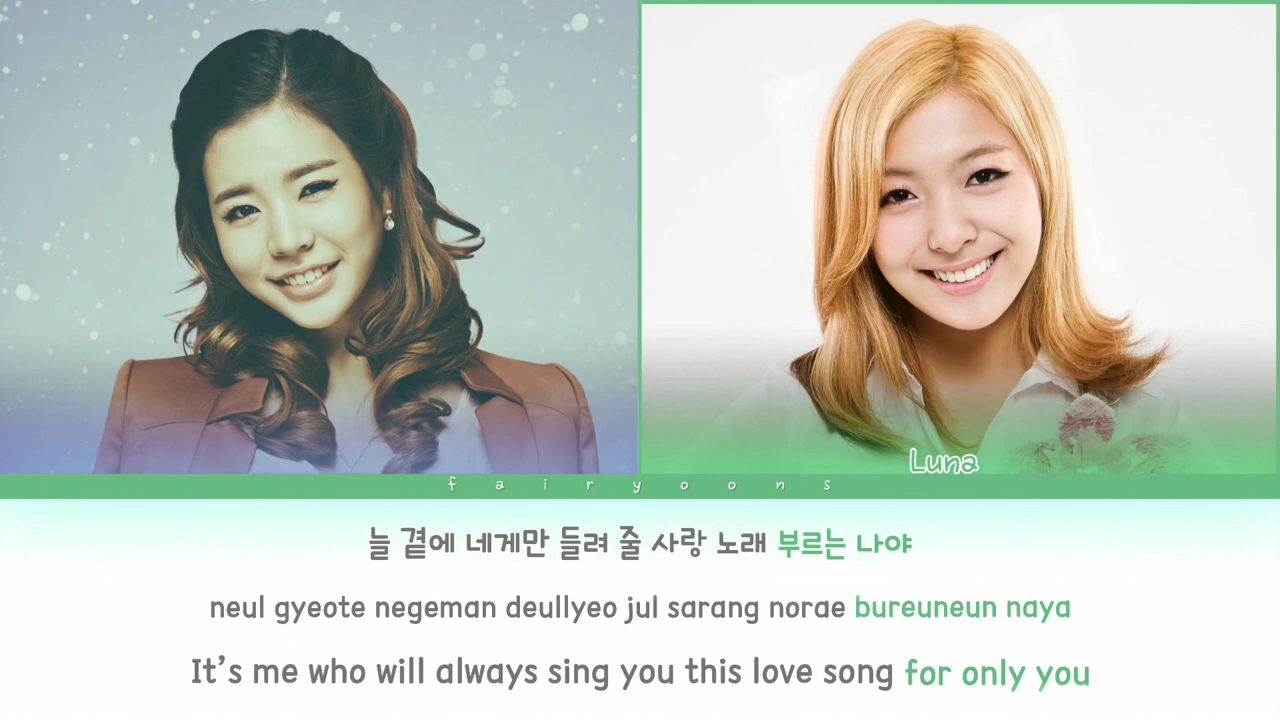 Luna
fairyoons
늘 곁에 네게만 들려 줄 사랑 노래 부르는 나야
neul gyeote negeman deullyeo jul sarang norae bureuneun naya
It's me who will always sing you this love song for only you